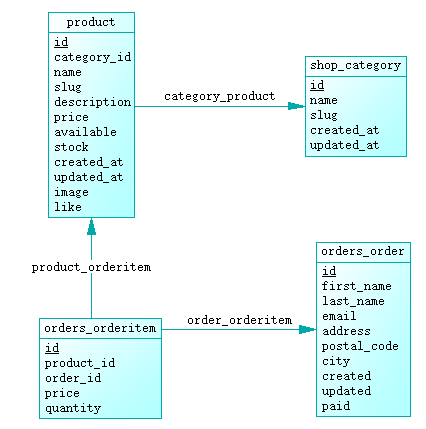 product
id
category_id
name
slug
description
price
available
stock
created_at
updated_at
image
like
category_product
shop_category
id
name
slug
created_at
updated_at
product_orderitem
orders_orderitem
id
product_id
order_id
price
quantity
order_orderitem
orders_order
id
first_name
last_name
email
address
postal_code
city
created
updated
paid